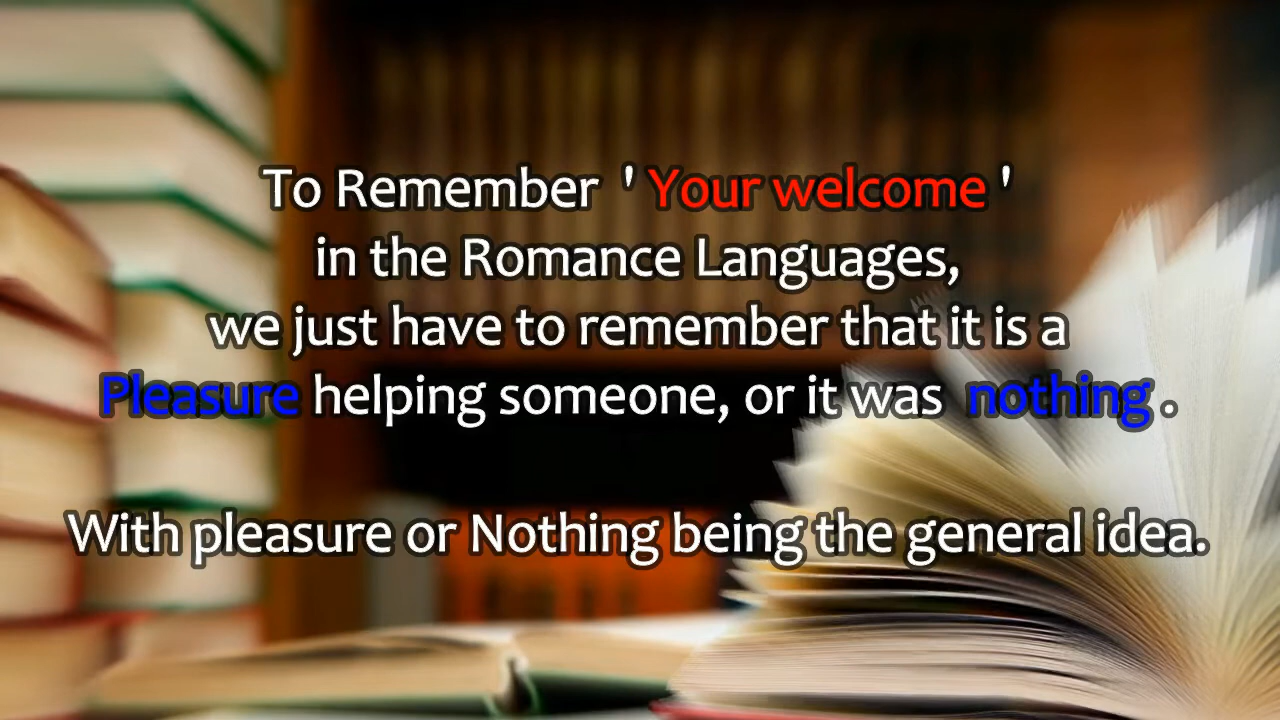 To Remember ' Your welcome '
in the Romance Languages,
we just have to remember that it is a
Pleasure helping someone, or it was nothing .
With pleasure or Nothing being the general idea.